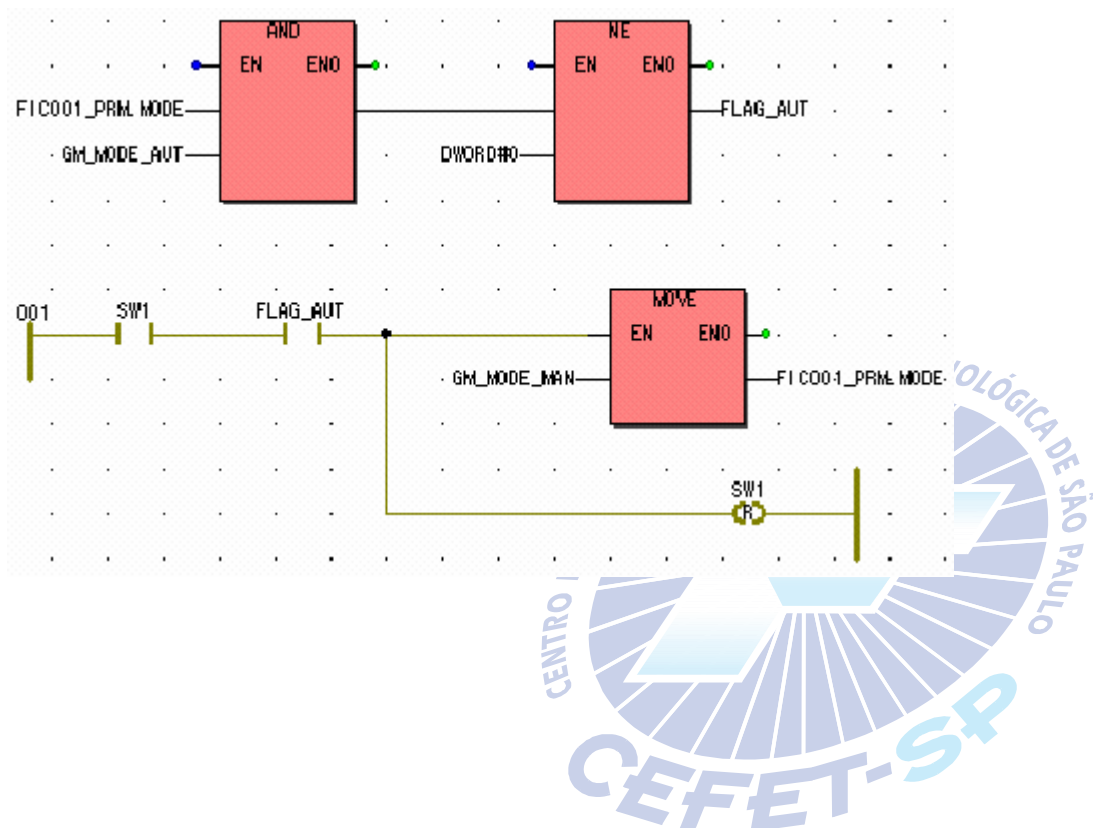 AND
EN ENO
FIC001_PRM. MODE
GM_MODE_AUT
NE
EN ENO
FLAG_AUT
DWORD#0
001
SW1
FLAG_AUT
MOVE
EN ENO
GM_MODE_MAN
FIC001_PRM. MODE
SW1
R
OLÓGICA DE SÃO PAULO
CENTRO
CEFET-SP